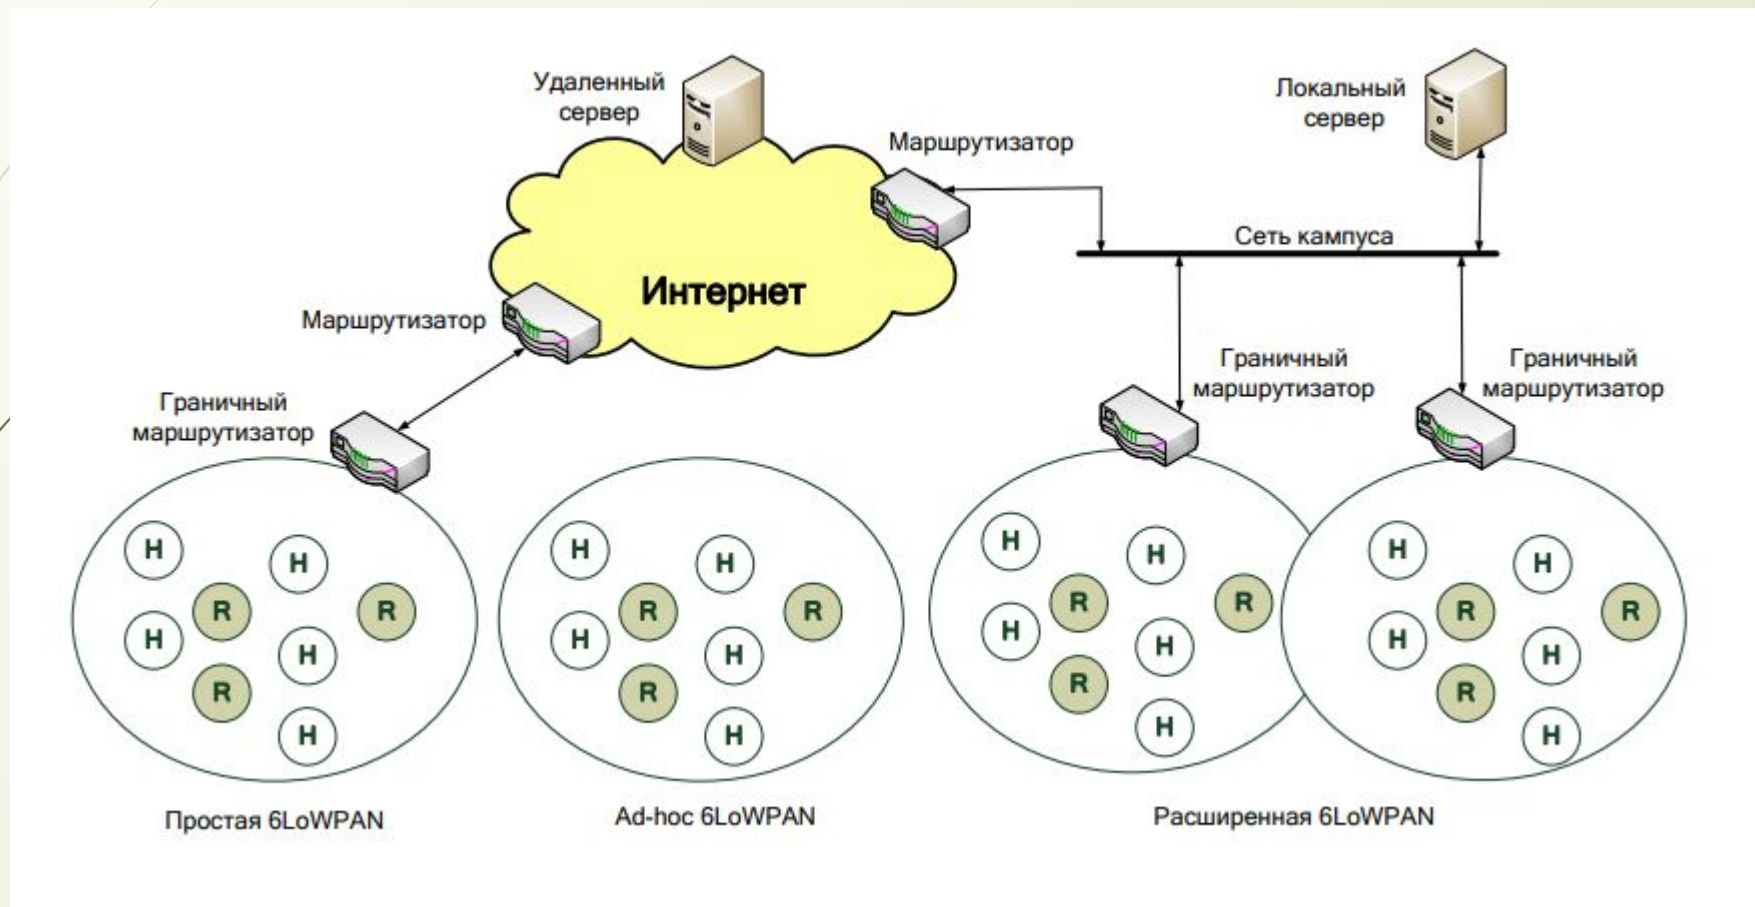 Удаленный
сервер
Локальный
сервер
Маршрутизатор
Сеть кампуса
Интернет
Маршрутизатор
Граничный
маршрутизатор
Граничный
маршрутизатор
Граничный
маршрутизатор
H
H
R
R
H
H
R
H
H
H
R
R
H
H
R
H
H
H
R
R
H
H
R
H
H
H
R
R
H
H
R
H
Простая 6LoWPAN
Ad-hoc 6LoWPAN
Расширенная 6LoWPAN